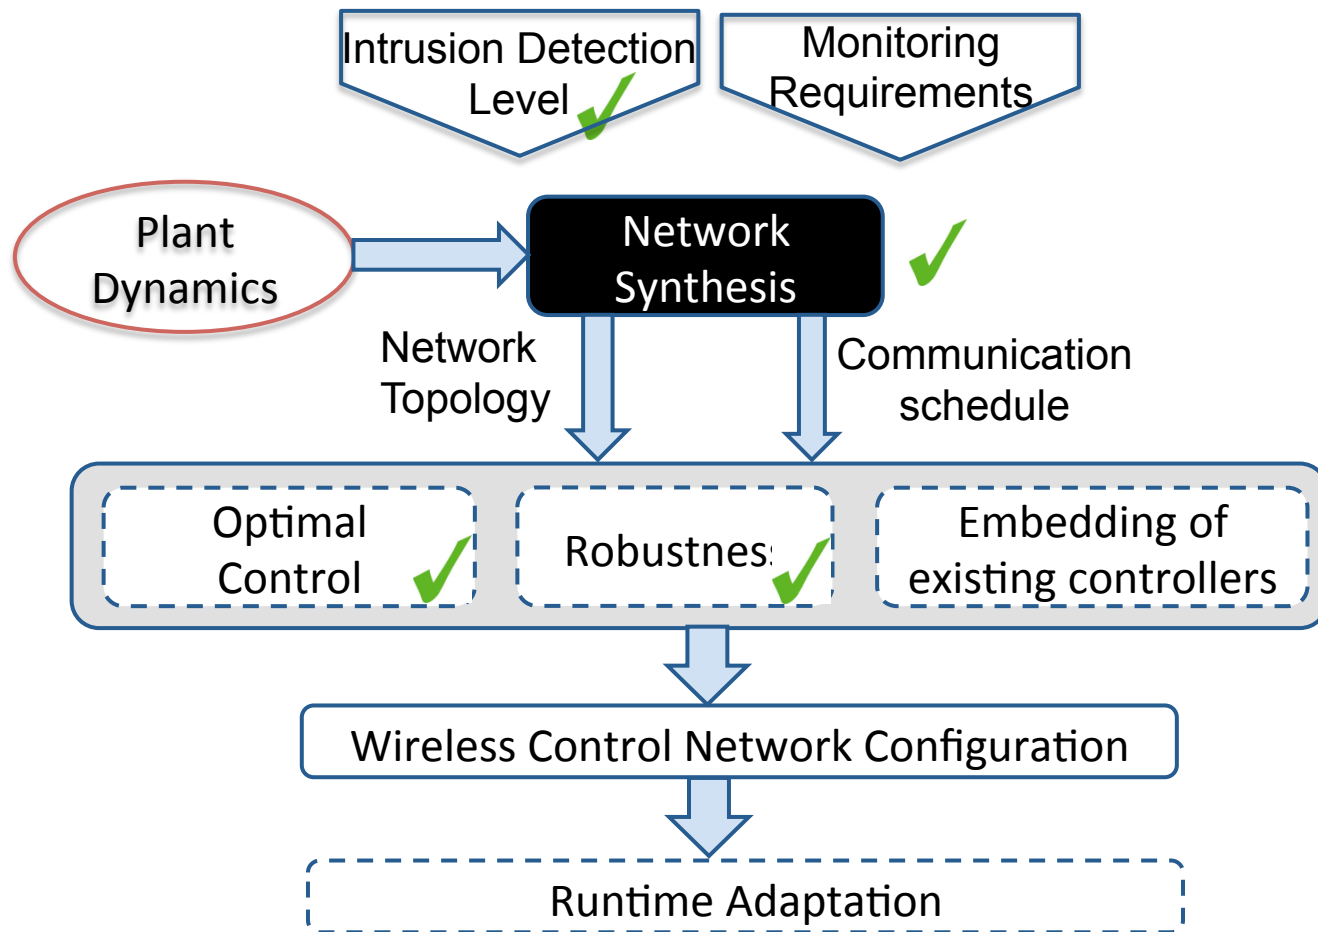 Intrusion Detection
Level
Monitoring
Requirements
Plant
Dynamics
Network
Synthesis
Network
Topology
Communication
schedule
Optimal
Control
Robustness
Embedding of
existing controllers
Wireless Control Network Configuration
Runtime Adaptation